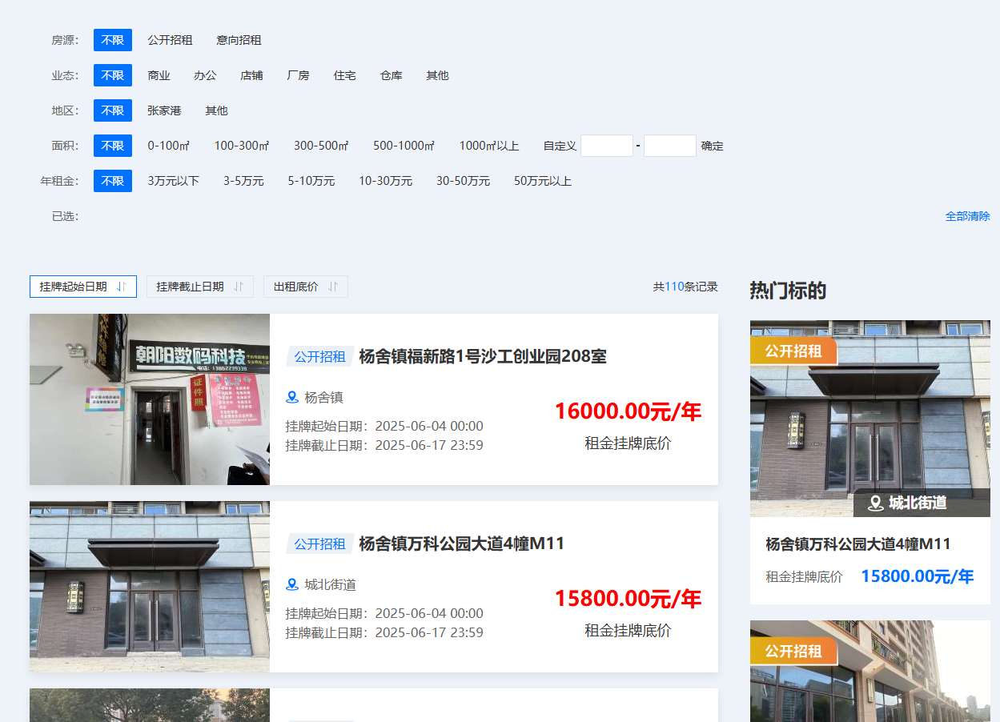 房源： 不限 公开招租 意向招租
业态： 不限 商业 办公 店铺 厂房 住宅 仓库 其他
地区： 不限 张家港 其他
面积： 不限 0-100㎡ 100-300㎡ 300-500㎡ 500-1000㎡ 1000㎡以上 自定义 - 确定
年租金： 不限 3万元以下 3-5万元 5-10万元 10-30万元 30-50万元 50万元以上
已选： 全部清除
挂牌起始日期 挂牌截止日期 出租底价 共110条记录
朝阳数码科技
证件照
公开招租 杨舍镇福新路1号沙工创业园208室
杨舍镇
16000.00元/年
挂牌起始日期：2025-06-04 00:00
租金挂牌底价
挂牌截止日期：2025-06-17 23:59
公开招租 杨舍镇万科公园大道4幢M11
城北街道
15800.00元/年
挂牌起始日期：2025-06-04 00:00
租金挂牌底价
挂牌截止日期：2025-06-17 23:59
热门标的
公开招租
城北街道
杨舍镇万科公园大道4幢M11
租金挂牌底价 15800.00元/年
公开招租